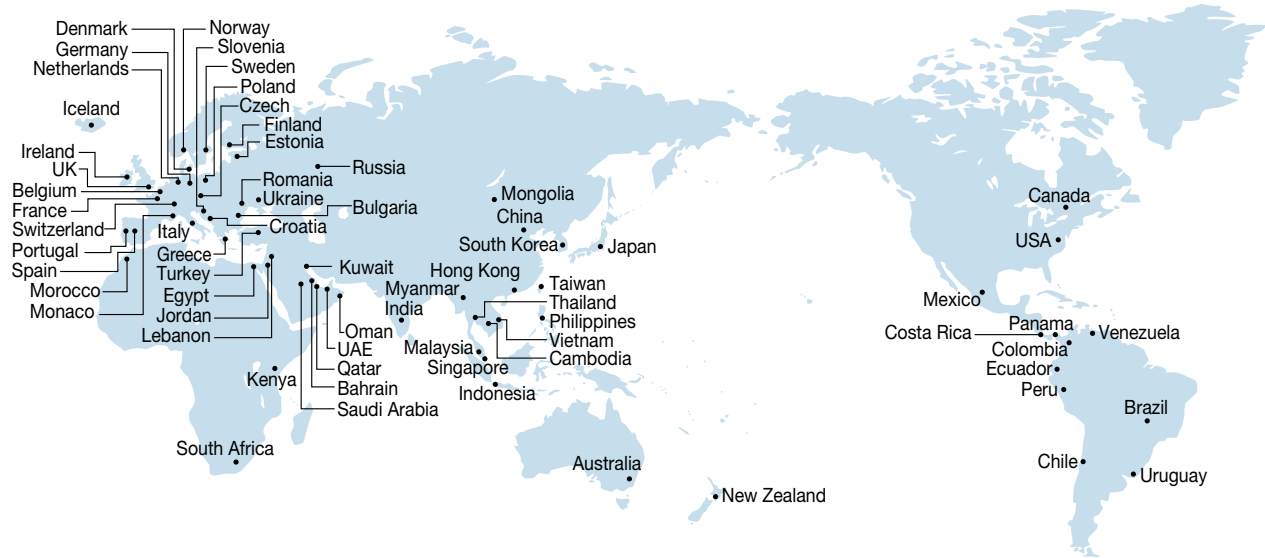 Denmark
Norway
Germany
Slovenia
Netherlands
Sweden
Poland
Czech
Iceland
Finland
Estonia
Ireland
UK
Russia
Belgium
Romania
Ukraine
France
Bulgaria
Switzerland
Italy
Croatia
Portugal
Greece
Spain
Turkey
Kuwait
Morocco
Egypt
Monaco
Jordan
Lebanon
Oman
UAE
Qatar
Bahrain
Saudi Arabia
Kenya
South Africa
Mongolia
China
South Korea
Japan
Hong Kong
Myanmar
India
Taiwan
Thailand
Philippines
Vietnam
Cambodia
Malaysia
Singapore
Indonesia
Australia
New Zealand
Canada
USA
Mexico
Costa Rica
Panama
Venezuela
Colombia
Ecuador
Peru
Brazil
Chile
Uruguay